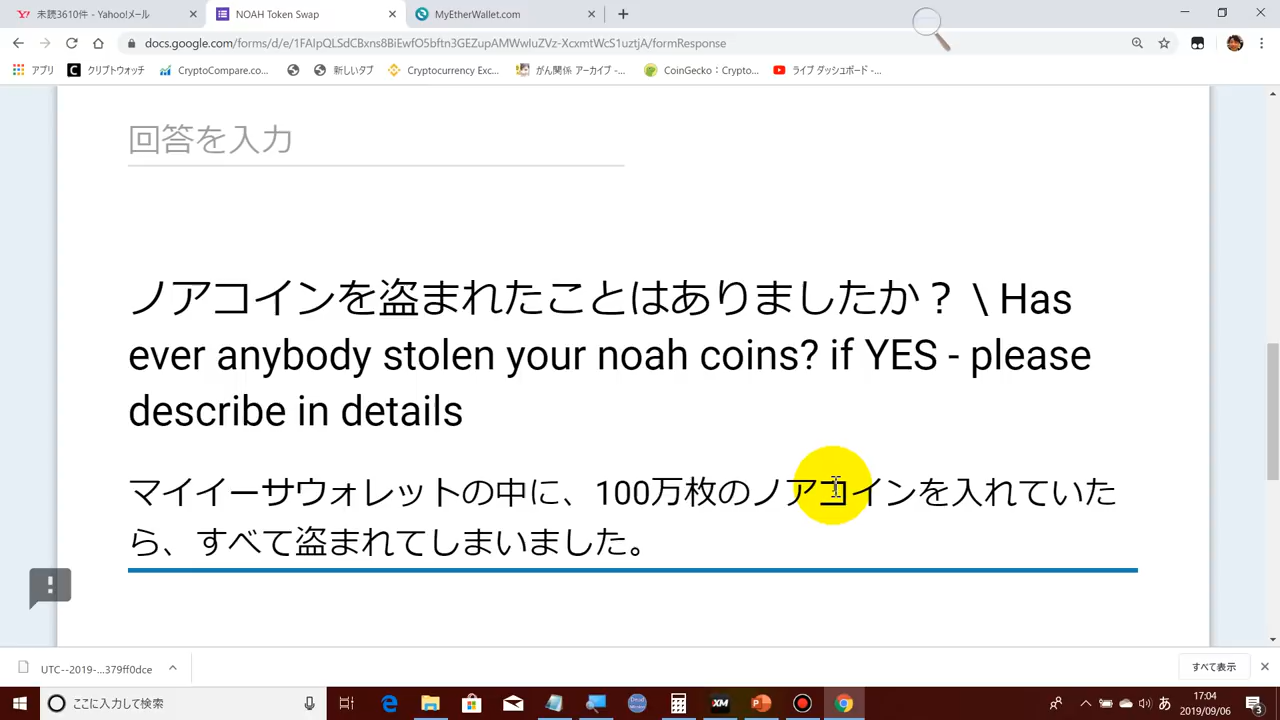 未読3610件 - Yahoo!メール
NOAH Token Swap
MyEtherWallet.com
docs.google.com/forms/d/e/1FAIpQLSdCBxns8BiEwfO5bftn3GEZupAMWwIuZVz-XcxmtWcS1uztjA/formResponse
アプリ クリプトウォッチ CryptoCompare.co... 新しいタブ Cryptocurrency Exc... がん関係 アーカイブ -... CoinGecko：Crypto... ライブ ダッシュボード -...
回答を入力
ノアコインを盗まれたことはありましたか？ \ Has
ever anybody stolen your noah coins? if YES - please
describe in details
マイイーサウォレットの中に、100万枚のノアコインを入れていた
ら、すべて盗まれてしまいました。
UTC--2019-...379ff0dce
すべて表示
ここに入力して検索
XM
あ
17:04
2019/09/06
3